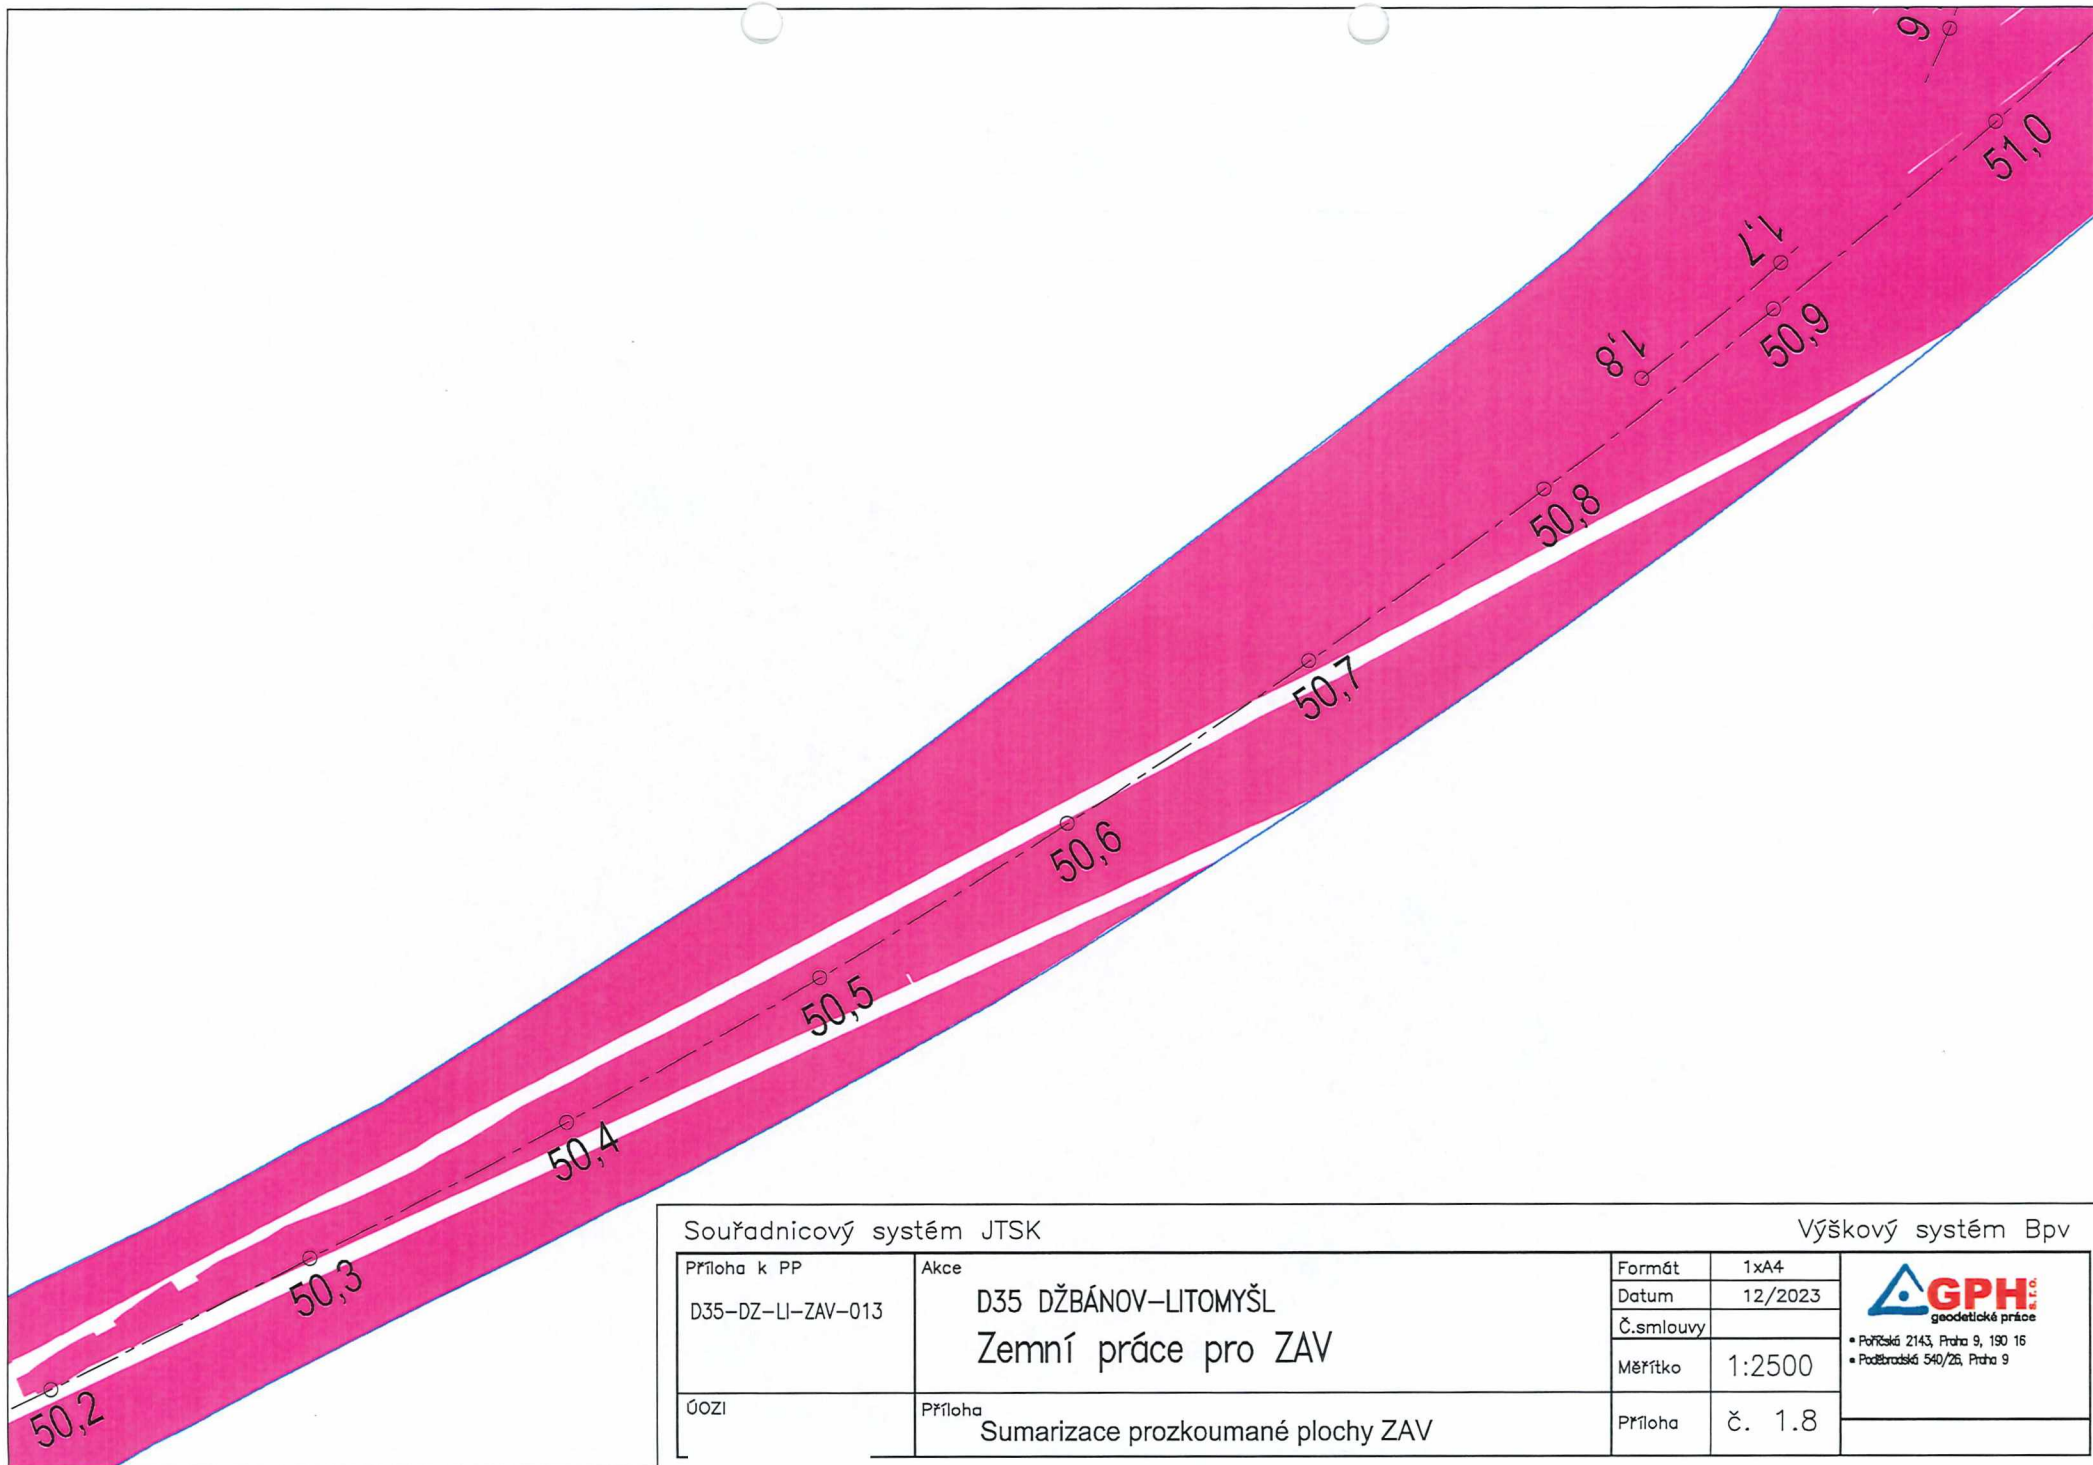 51,0
1,7
50,9
1,8
50,8
50,7
50,6
50,5
50,4
50,3
50,2
Souřadnicový systém JTSK
Výškový systém Bpv
Příloha k PP
D35-DZ-LI-ZAV-013
Akce
D35 DŽBÁNOV-LITOMYŠL
Zemní práce pro ZAV
Formát 1xA4
Datum 12/2023
Č.smlouvy
Měřítko 1:2500
GPH s.r.o.
geodetické práce
• Poříčská 2143, Praha 9, 190 16
• Poděbradská 540/26, Praha 9
ÚOZI
Příloha
Sumarizace prozkoumané plochy ZAV
Příloha č. 1.8